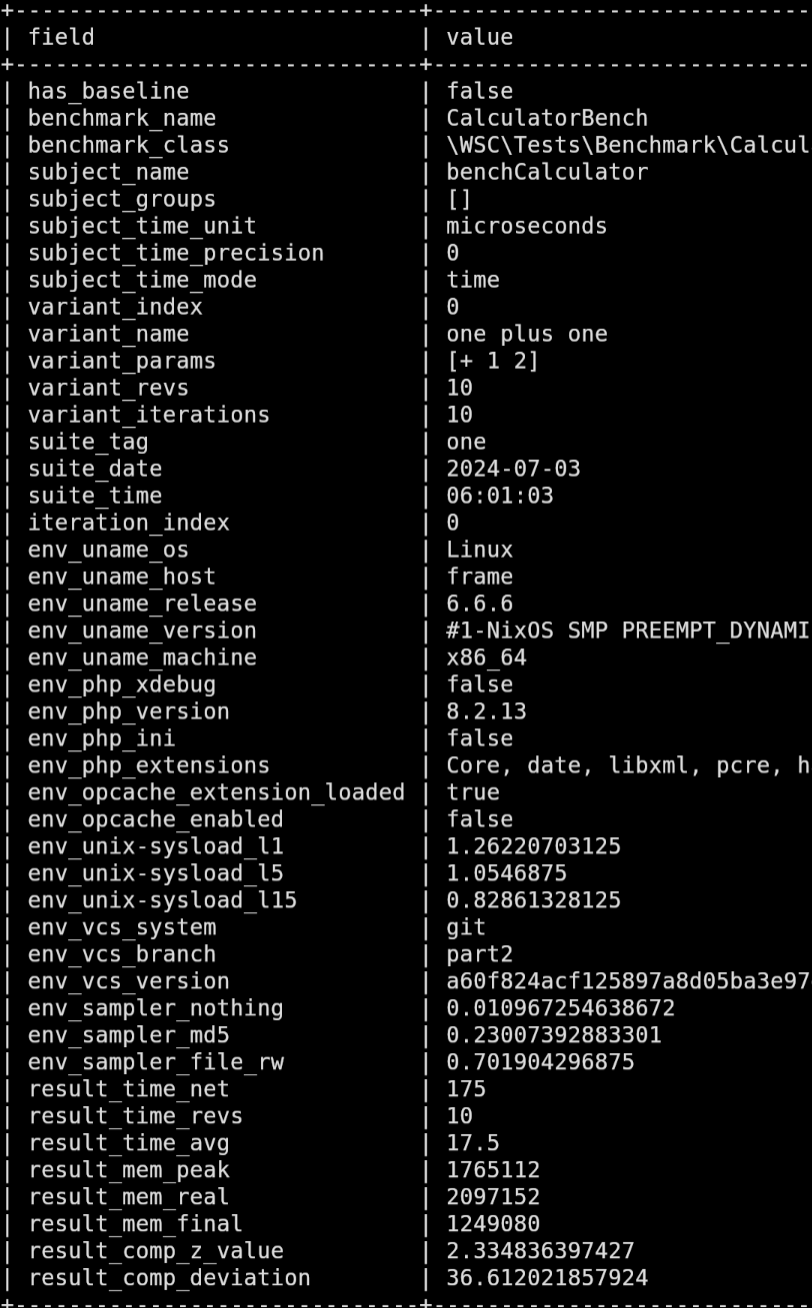 +------------------------------+----------------------------
| field                        | value
+------------------------------+----------------------------
| has_baseline                 | false
| benchmark_name               | CalculatorBench
| benchmark_class              | \WSC\Tests\Benchmark\Calcul
| subject_name                 | benchCalculator
| subject_groups               | []
| subject_time_unit            | microseconds
| subject_time_precision       | 0
| subject_time_mode            | time
| variant_index                | 0
| variant_name                 | one plus one
| variant_params               | [+ 1 2]
| variant_revs                 | 10
| variant_iterations           | 10
| suite_tag                    | one
| suite_date                   | 2024-07-03
| suite_time                   | 06:01:03
| iteration_index              | 0
| env_uname_os                 | Linux
| env_uname_host               | frame
| env_uname_release            | 6.6.6
| env_uname_version            | #1-NixOS SMP PREEMPT_DYNAMI
| env_uname_machine            | x86_64
| env_php_xdebug               | false
| env_php_version              | 8.2.13
| env_php_ini                  | false
| env_php_extensions           | Core, date, libxml, pcre, h
| env_opcache_extension_loaded | true
| env_opcache_enabled          | false
| env_unix-sysload_l1          | 1.26220703125
| env_unix-sysload_l5          | 1.0546875
| env_unix-sysload_l15         | 0.82861328125
| env_vcs_system               | git
| env_vcs_branch               | part2
| env_vcs_version              | a60f824acf125897a8d05ba3e97
| env_sampler_nothing          | 0.010967254638672
| env_sampler_md5              | 0.23007392883301
| env_sampler_file_rw          | 0.701904296875
| result_time_net              | 175
| result_time_revs             | 10
| result_time_avg              | 17.5
| result_mem_peak              | 1765112
| result_mem_real              | 2097152
| result_mem_final             | 1249080
| result_comp_z_value          | 2.334836397427
| result_comp_deviation        | 36.612021857924
+------------------------------+----------------------------